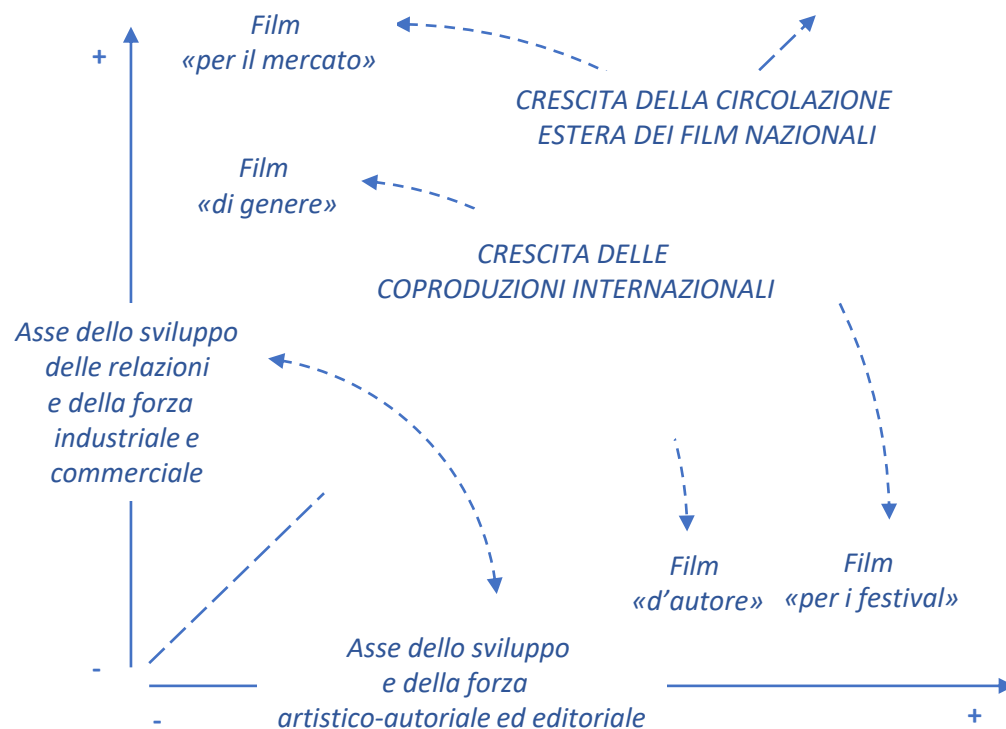 Film
«per il mercato»
+
CRESCITA DELLA CIRCOLAZIONE
ESTERA DEI FILM NAZIONALI
Film
«di genere»
CRESCITA DELLE
COPRODUZIONI INTERNAZIONALI
Asse dello sviluppo
delle relazioni
e della forza
industriale e
commerciale
Film
«d’autore»
Film
«per i festival»
-
Asse dello sviluppo
e della forza
artistico-autoriale ed editoriale
-
+